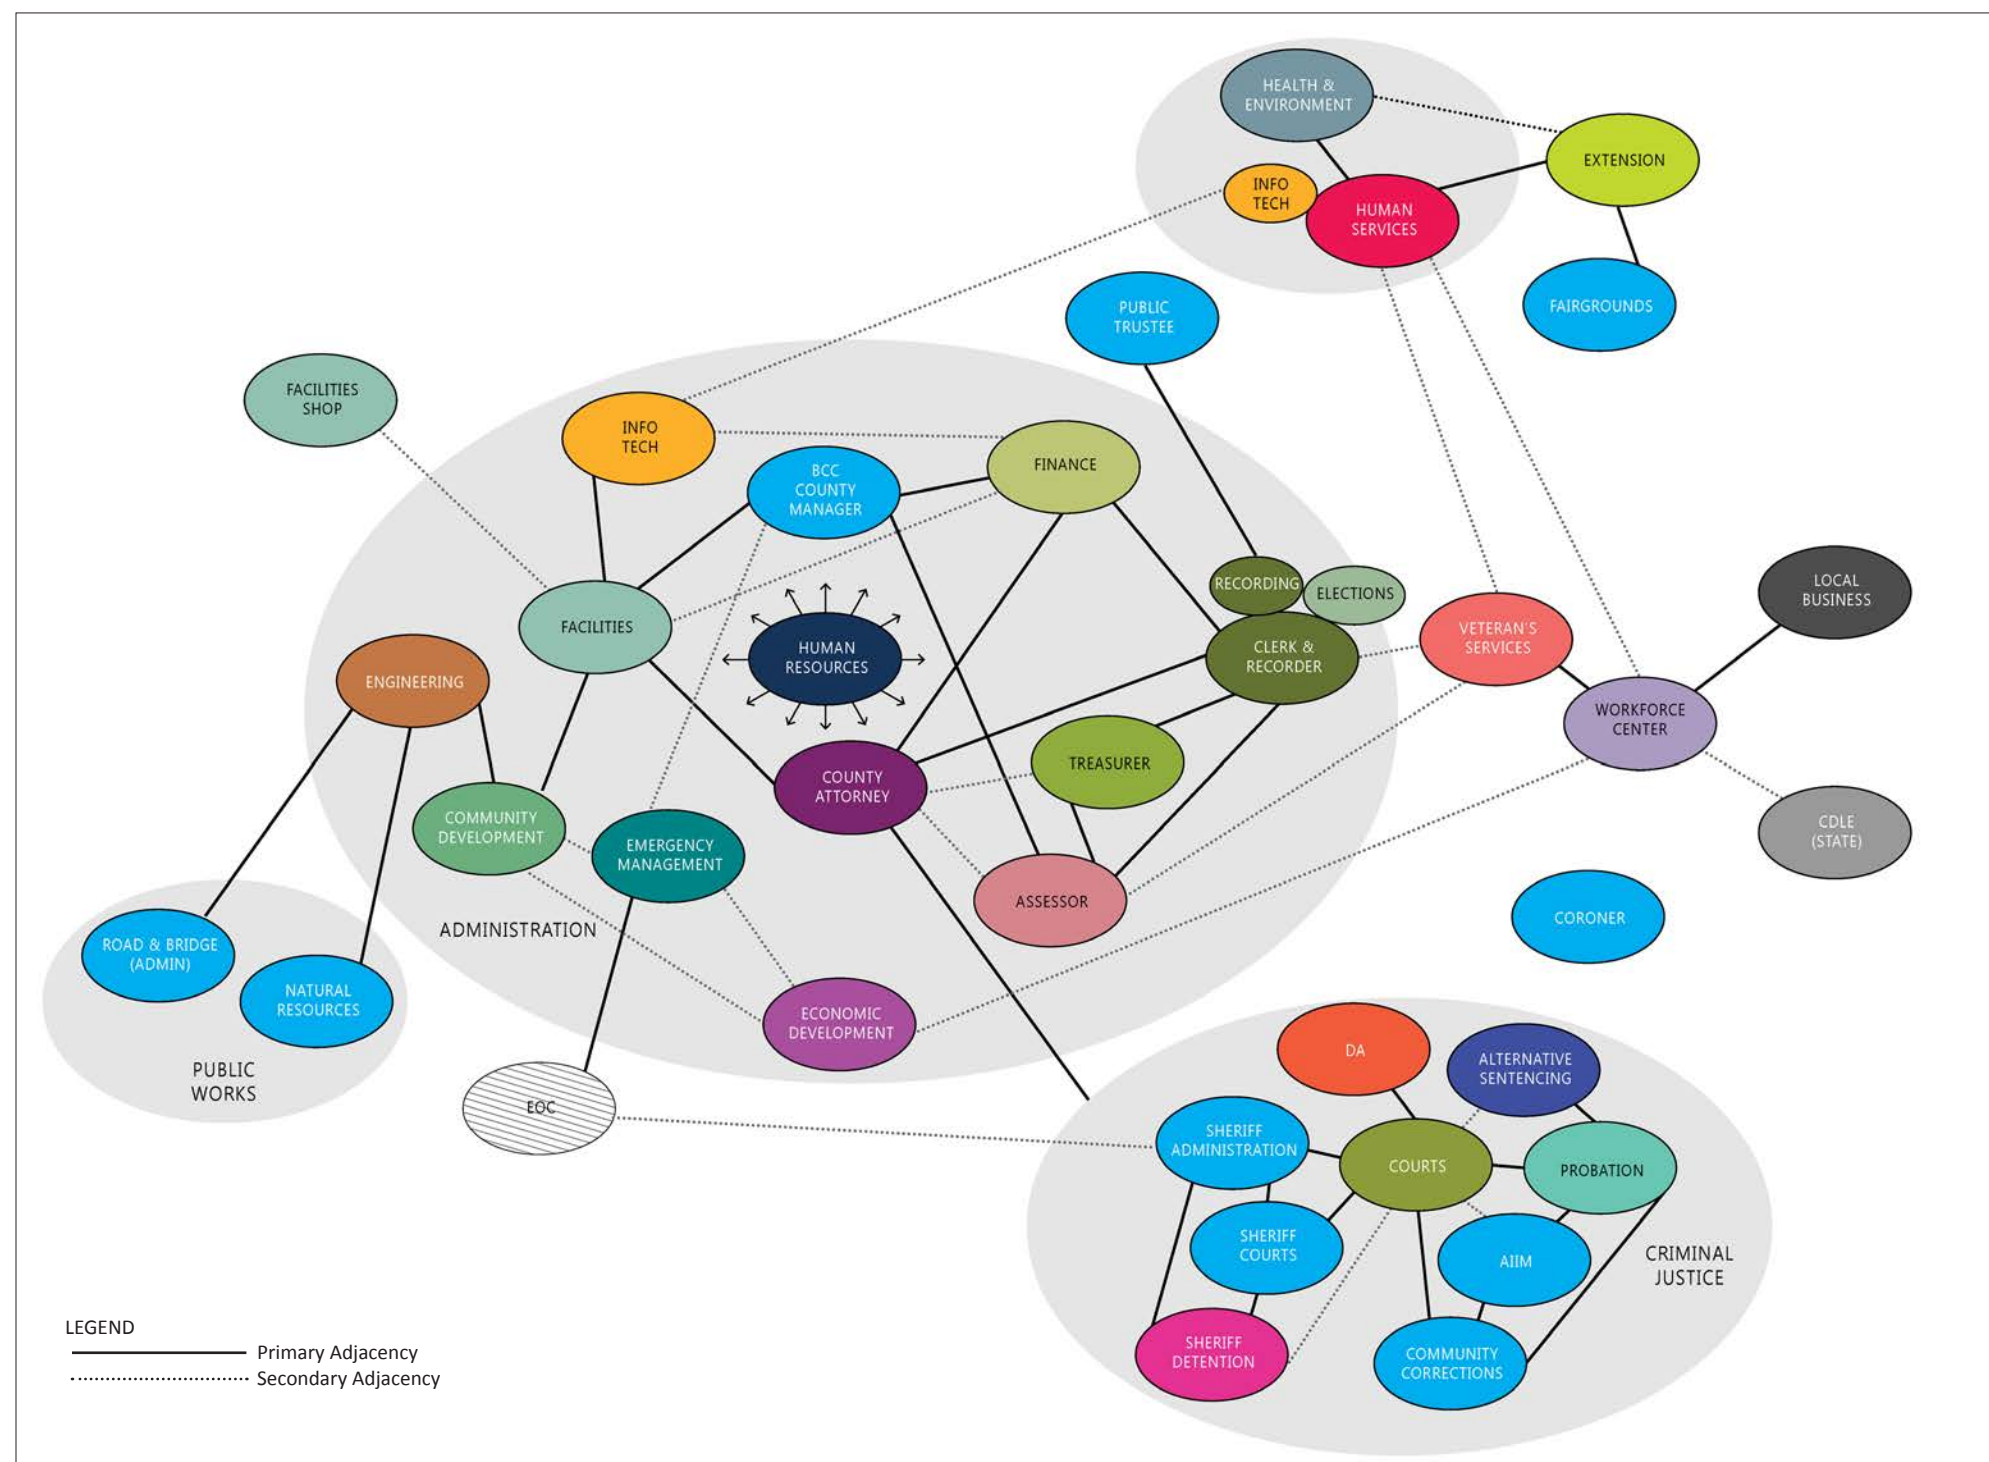 HEALTH &
ENVIRONMENT
EXTENSION
INFO
TECH
HUMAN
SERVICES
FAIRGROUNDS
PUBLIC
TRUSTEE
FACILITIES
SHOP
INFO
TECH
BCC
COUNTY
MANAGER
FINANCE
RECORDING
ELECTIONS
LOCAL
BUSINESS
FACILITIES
HUMAN
RESOURCES
CLERK &
RECORDER
VETERAN'S
SERVICES
ENGINEERING
WORKFORCE
CENTER
COUNTY
ATTORNEY
TREASURER
COMMUNITY
DEVELOPMENT
EMERGENCY
MANAGEMENT
CDLE
(STATE)
ASSESSOR
CORONER
ADMINISTRATION
ROAD & BRIDGE
(ADMIN)
NATURAL
RESOURCES
ECONOMIC
DEVELOPMENT
PUBLIC
WORKS
EOC
DA
ALTERNATIVE
SENTENCING
SHERIFF
ADMINISTRATION
COURTS
PROBATION
SHERIFF
COURTS
AIIM
CRIMINAL
JUSTICE
SHERIFF
DETENTION
COMMUNITY
CORRECTIONS
LEGEND
Primary Adjacency
Secondary Adjacency